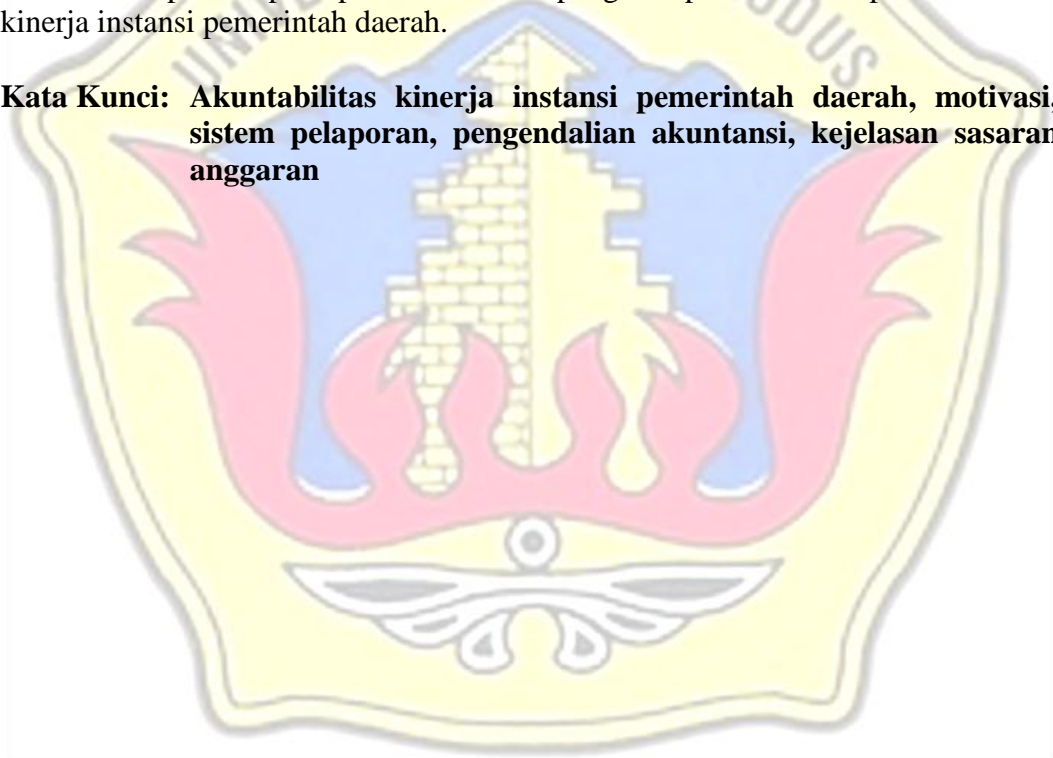 kinerja instansi pemerintah daerah.
Kata Kunci: Akuntabilitas kinerja instansi pemerintah daerah, motivasi,
sistem pelaporan, pengendalian akuntansi, kejelasan sasaran
anggaran